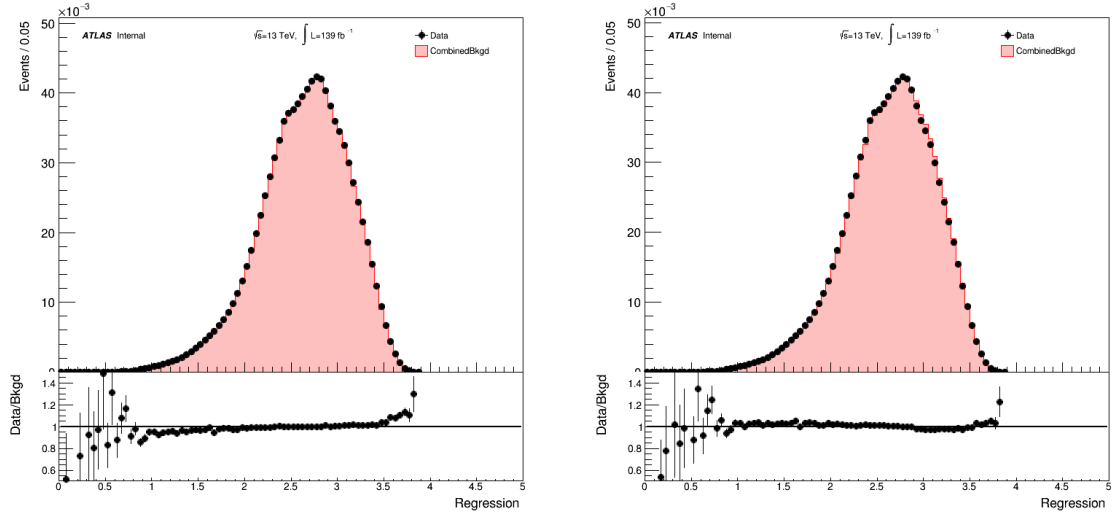 ×10⁻³
50
40
30
20
10
0
Events / 0.05
ATLAS Internal
√s=13 TeV, ∫ L=139 fb⁻¹
Data
CombinedBkgd
1.4
1.2
1
0.8
0.6
Data/Bkgd
0 0.5 1 1.5 2 2.5 3 3.5 4 4.5 5
Regression
×10⁻³
50
40
30
20
10
0
Events / 0.05
ATLAS Internal
√s=13 TeV, ∫ L=139 fb⁻¹
Data
CombinedBkgd
1.4
1.2
1
0.8
0.6
Data/Bkgd
0 0.5 1 1.5 2 2.5 3 3.5 4 4.5 5
Regression